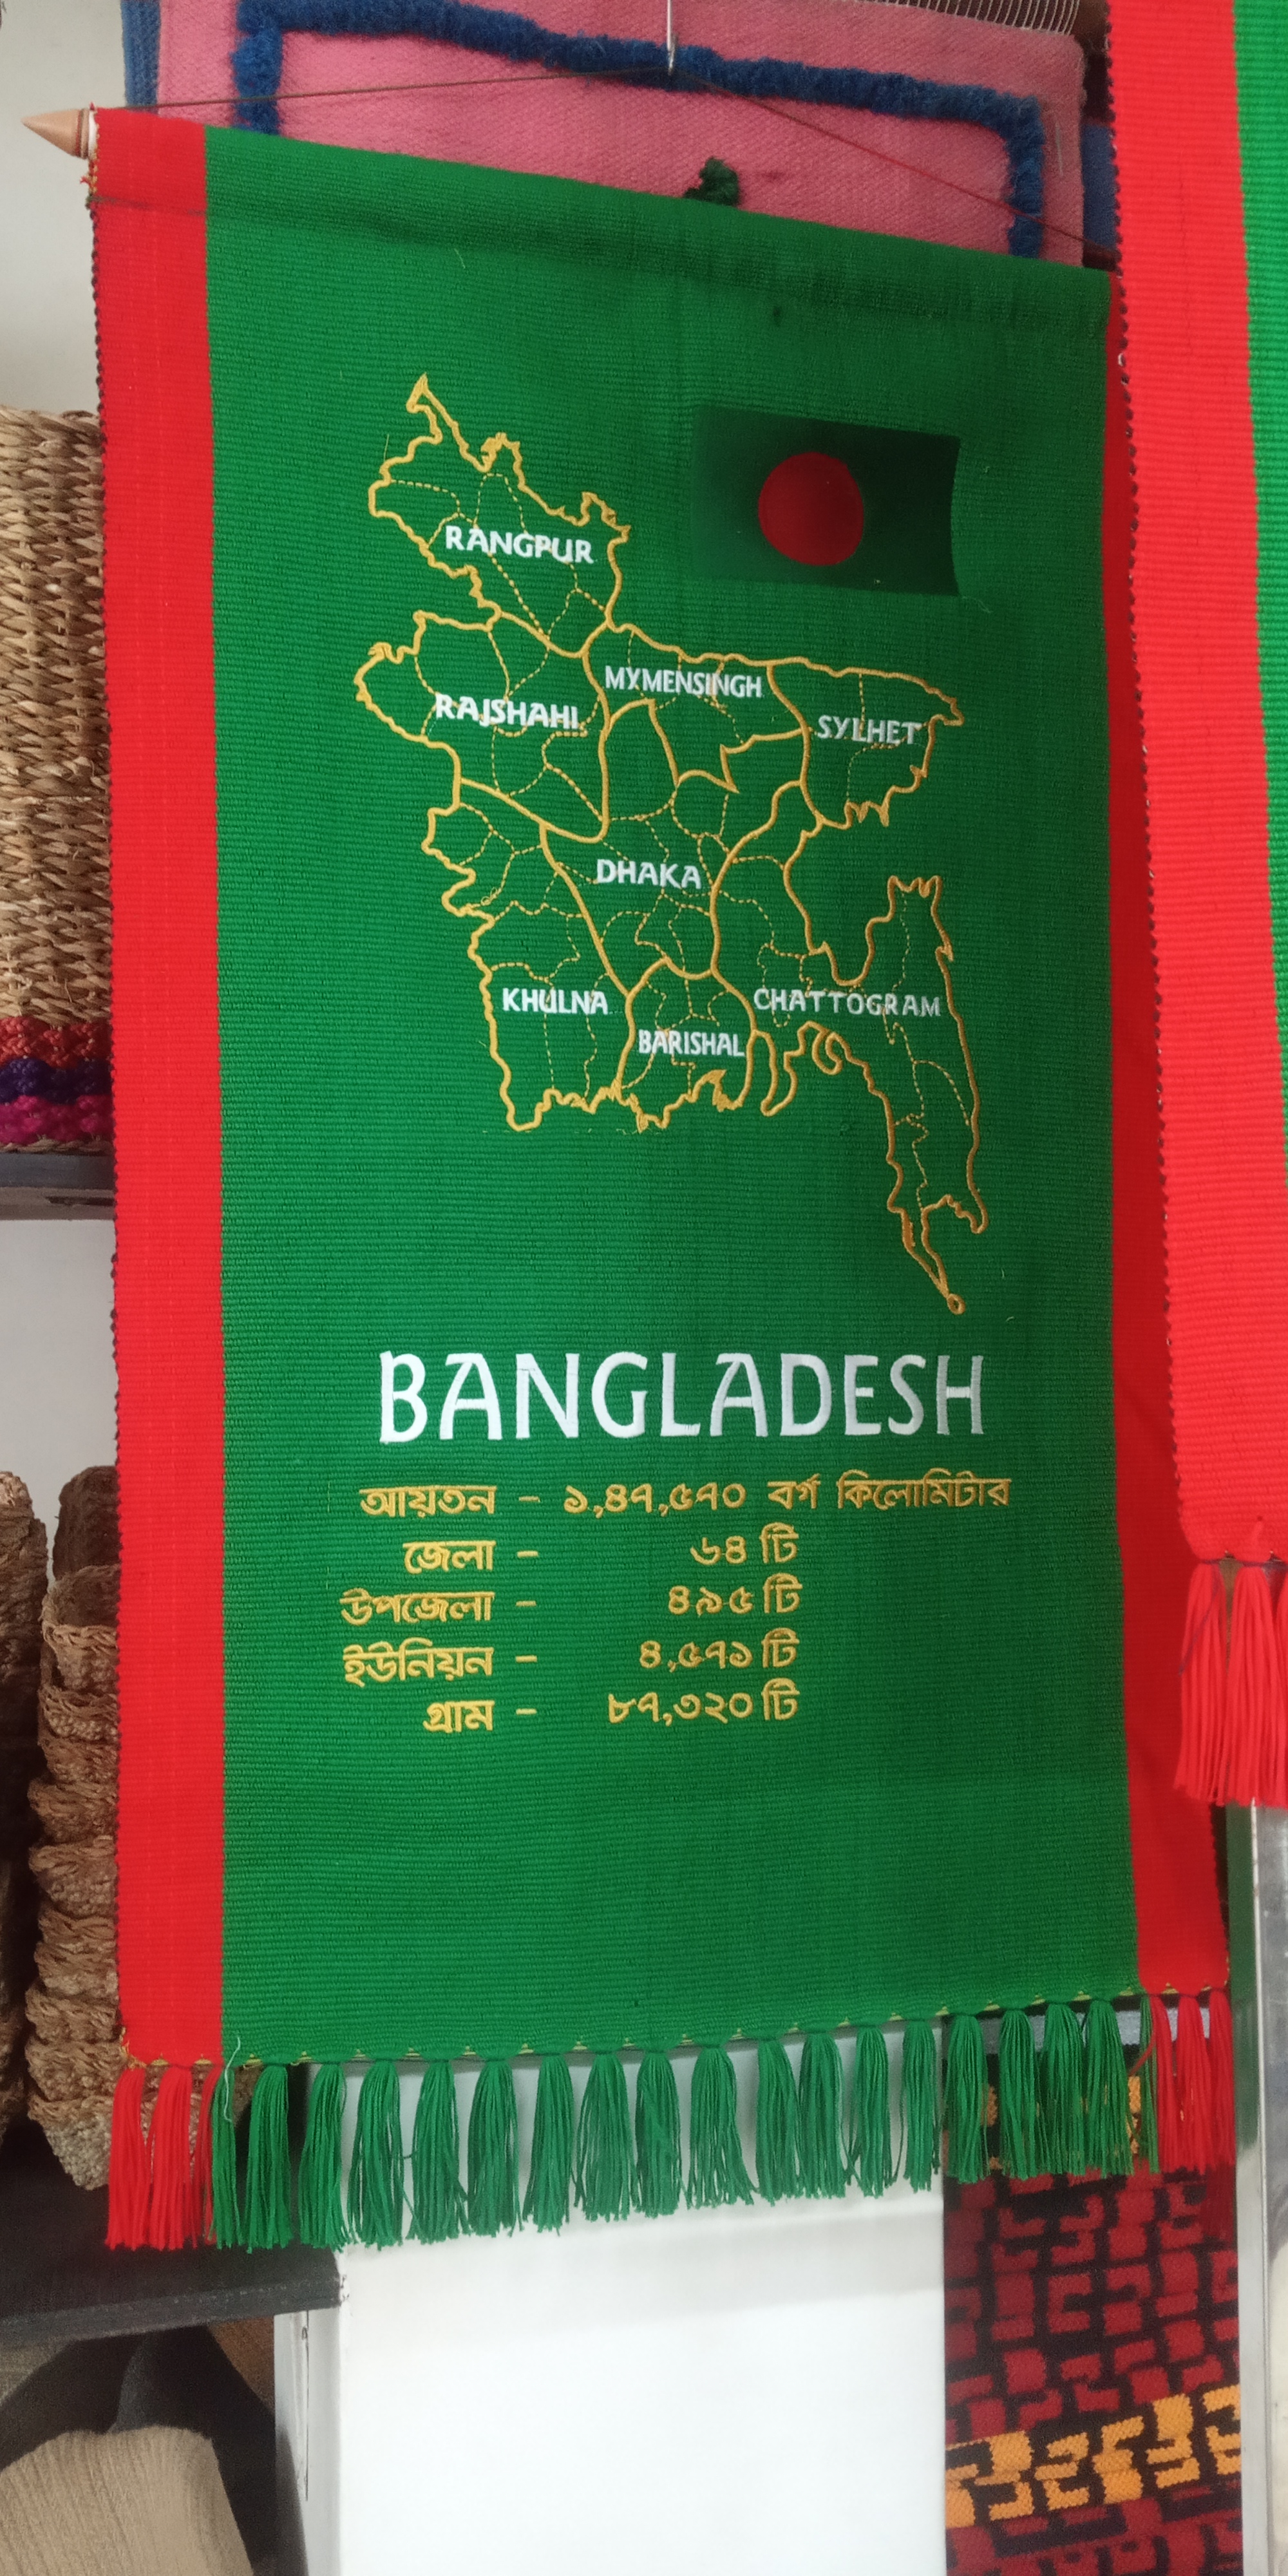 RANGPUR
MYMENSINGH
RAJSHAHI
SYLHET
DHAKA
KHULNA
CHATTOGRAM
BARISHAL
BANGLADESH
আয়তন - ১,৪৭,৫৭০ বর্গ কিলোমিটার
জেলা - ৬৪ টি
উপজেলা - ৪৯৫ টি
ইউনিয়ন - ৪,৫৭১ টি
গ্রাম - ৮৭,৩২০ টি